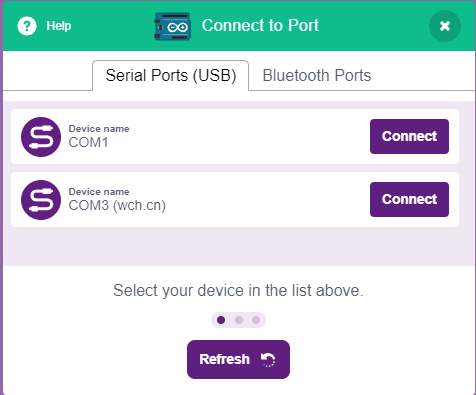 Help
Connect to Port
Serial Ports (USB)
Bluetooth Ports
Device name
COM1
Connect
Device name
COM3 (wch.cn)
Connect
Select your device in the list above.
Refresh